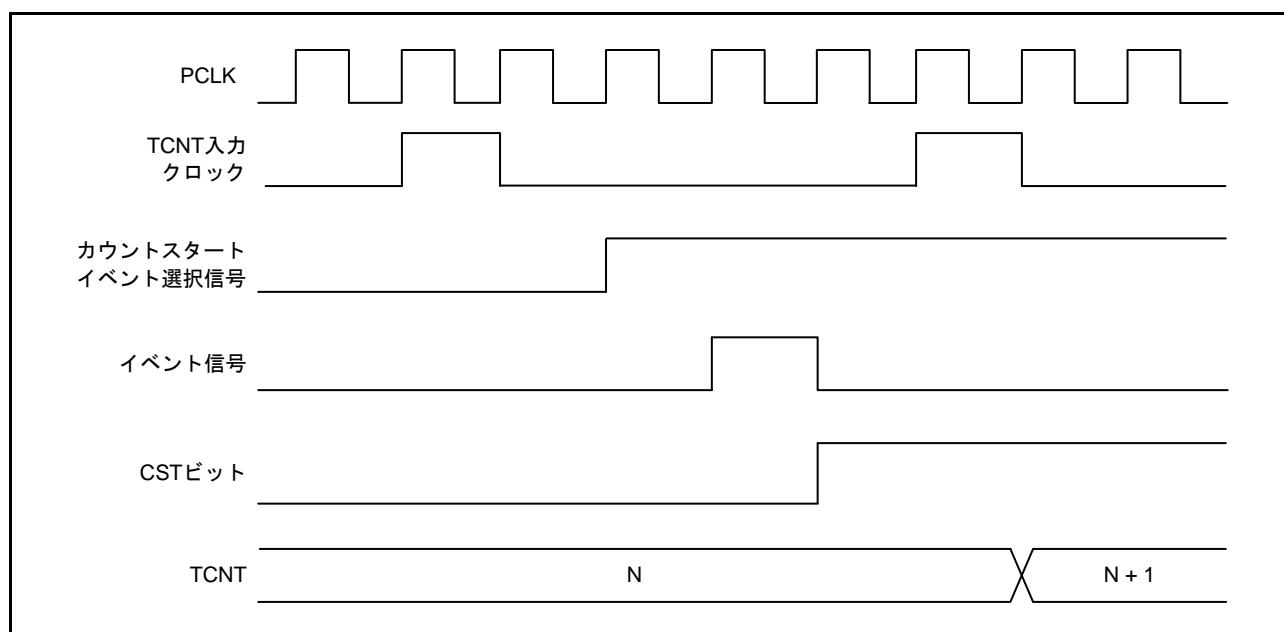 PCLK
TCNT入力
クロック
カウントスタート
イベント選択信号
イベント信号
CSTビット
TCNT
N
N + 1